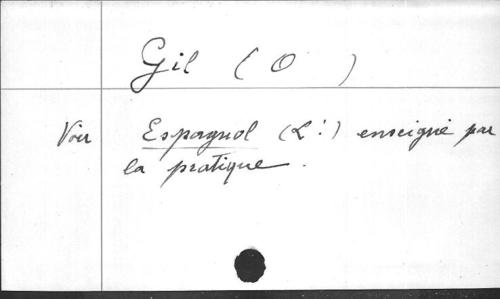 Gil ( O )
Voir Espagnol (L') enseigné par
la pratique.